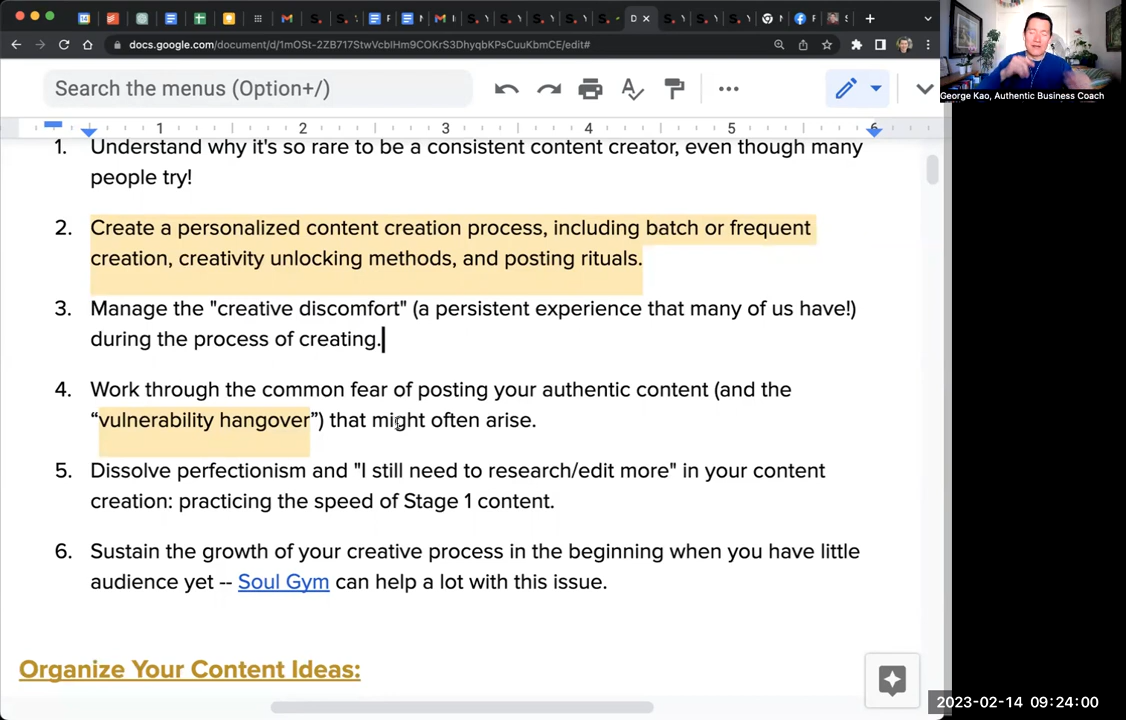 docs.google.com/document/d/1mOSt-2ZB717StwVcblHm9COKrS3DhyqbKPsCuuKbmCE/edit#
Search the menus (Option+/)
George Kao, Authentic Business Coach
1 2 3 4 5 6
1. Understand why it's so rare to be a consistent content creator, even though many
people try!
2. Create a personalized content creation process, including batch or frequent
creation, creativity unlocking methods, and posting rituals.
3. Manage the "creative discomfort" (a persistent experience that many of us have!)
during the process of creating.
4. Work through the common fear of posting your authentic content (and the
“vulnerability hangover”) that might often arise.
5. Dissolve perfectionism and "I still need to research/edit more" in your content
creation: practicing the speed of Stage 1 content.
6. Sustain the growth of your creative process in the beginning when you have little
audience yet -- Soul Gym can help a lot with this issue.
Organize Your Content Ideas:
2023-02-14 09:24:00